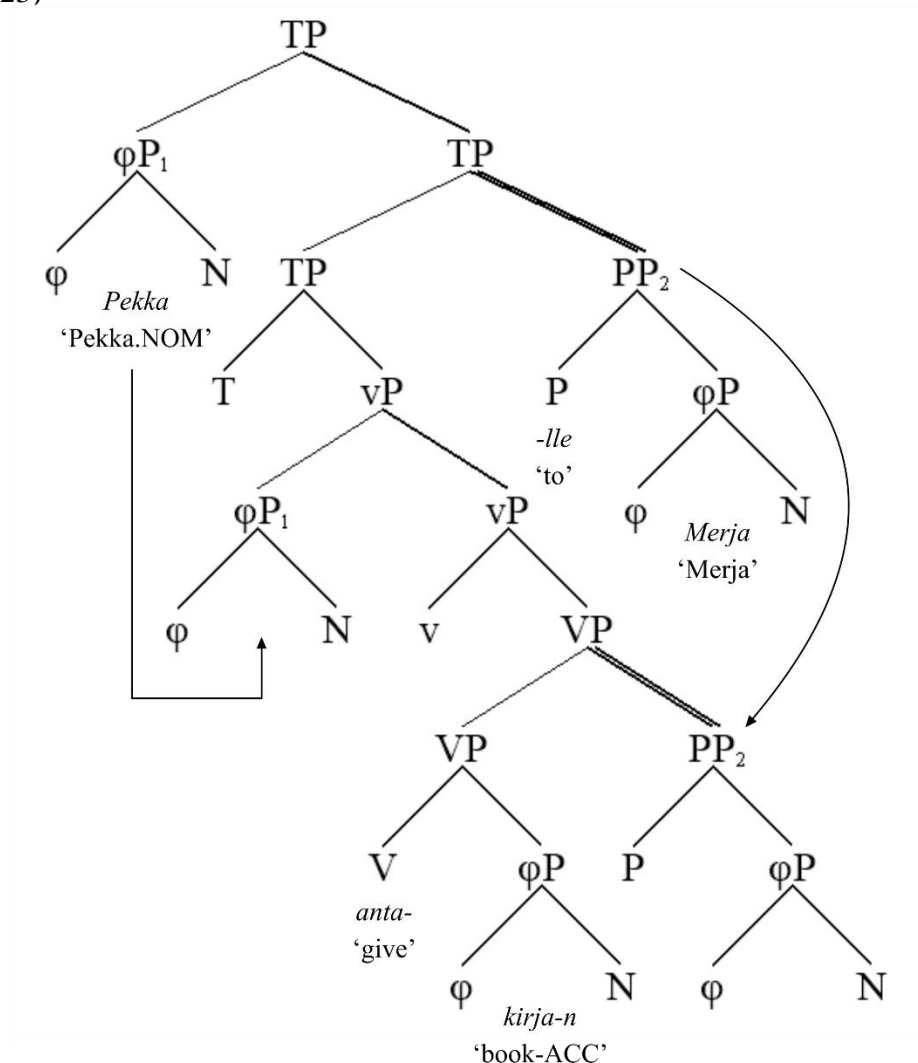 TP
φP₁ TP
φ N TP PP₂
Pekka
‘Pekka.NOM’
T vP P φP
-lle
‘to’
φP₁ vP φ N
Merja
‘Merja’
φ N v VP
VP PP₂
V φP P φP
anta-
‘give’
φ N φ N
kirja-n
‘book-ACC’